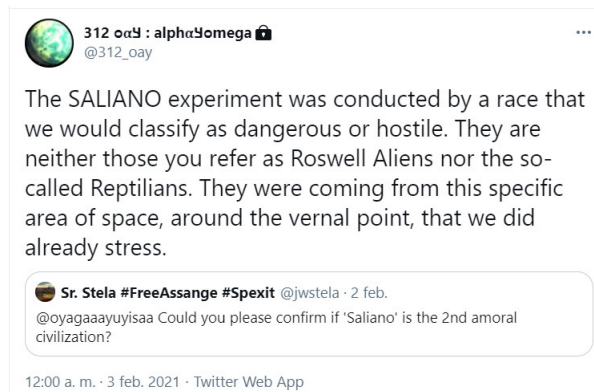 312 oαყ : alphαყomega 🔒
@312_oay
...
The SALIANO experiment was conducted by a race that
we would classify as dangerous or hostile. They are
neither those you refer as Roswell Aliens nor the so-
called Reptilians. They were coming from this specific
area of space, around the vernal point, that we did
already stress.
Sr. Stela #FreeAssange #Spexit @jwstela · 2 feb.
@oyagaaayuyisaa Could you please confirm if 'Saliano' is the 2nd amoral
civilization?
12:00 a. m. · 3 feb. 2021 · Twitter Web App